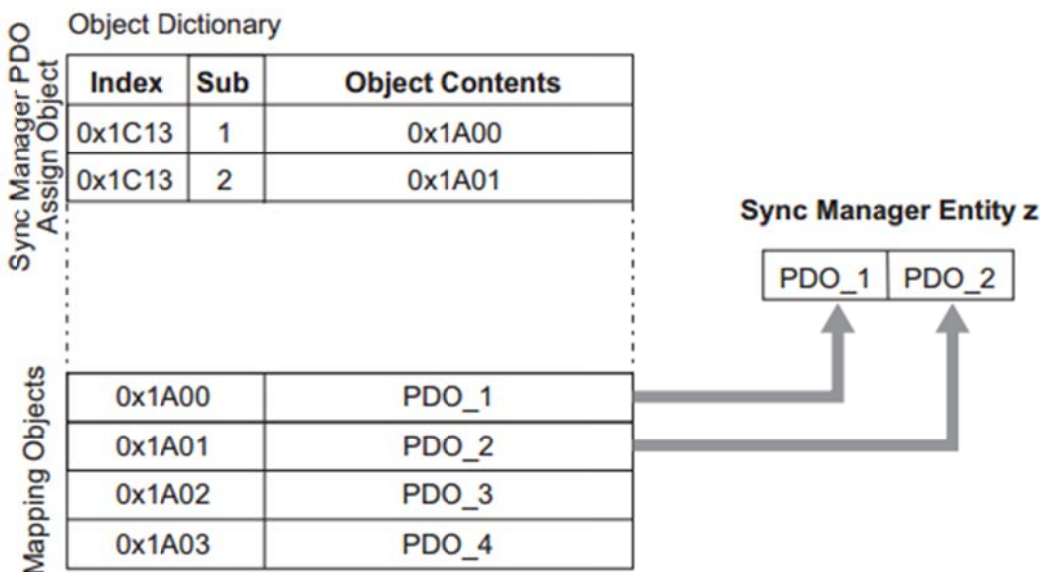 Object Dictionary
Sync Manager PDO
Assign Object
Index Sub Object Contents
0x1C13 1 0x1A00
0x1C13 2 0x1A01
Sync Manager Entity z
PDO_1 PDO_2
Mapping Objects
0x1A00 PDO_1
0x1A01 PDO_2
0x1A02 PDO_3
0x1A03 PDO_4